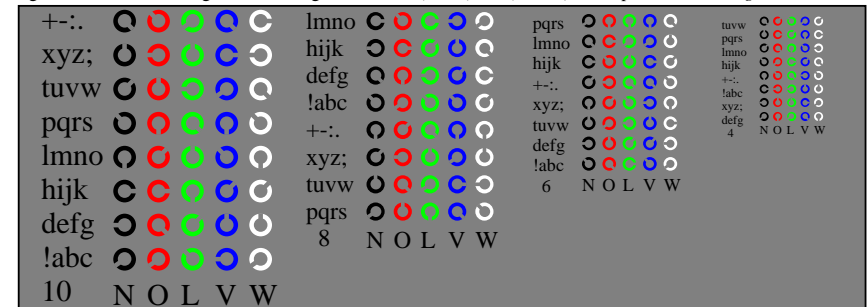 +-:.
xyz;
tuvw
pqrs
lmno
hijk
defg
!abc
10 N O L V W
lmno
hijk
defg
!abc
+-:.
xyz;
tuvw
pqrs
8 N O L V W
pqrs
lmno
hijk
+-:.
xyz;
tuvw
defg
!abc
6 N O L V W
tuvw
pqrs
lmno
hijk
+-:.
!abc
xyz;
defg
4 N O L V W